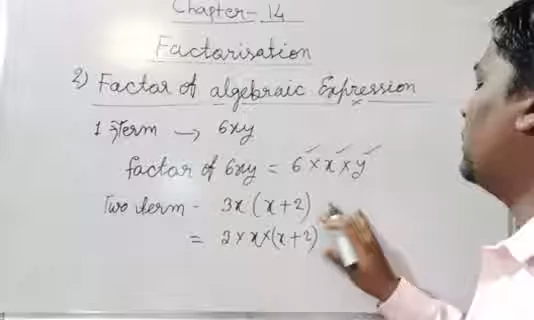 Chapter - 14
Factorisation
2) Factor of algebraic Expression
1 Term → 6xy
factor of 6xy = 6 × x × y
Two term - 3x (x+2)
= 3 × x × (x+2)